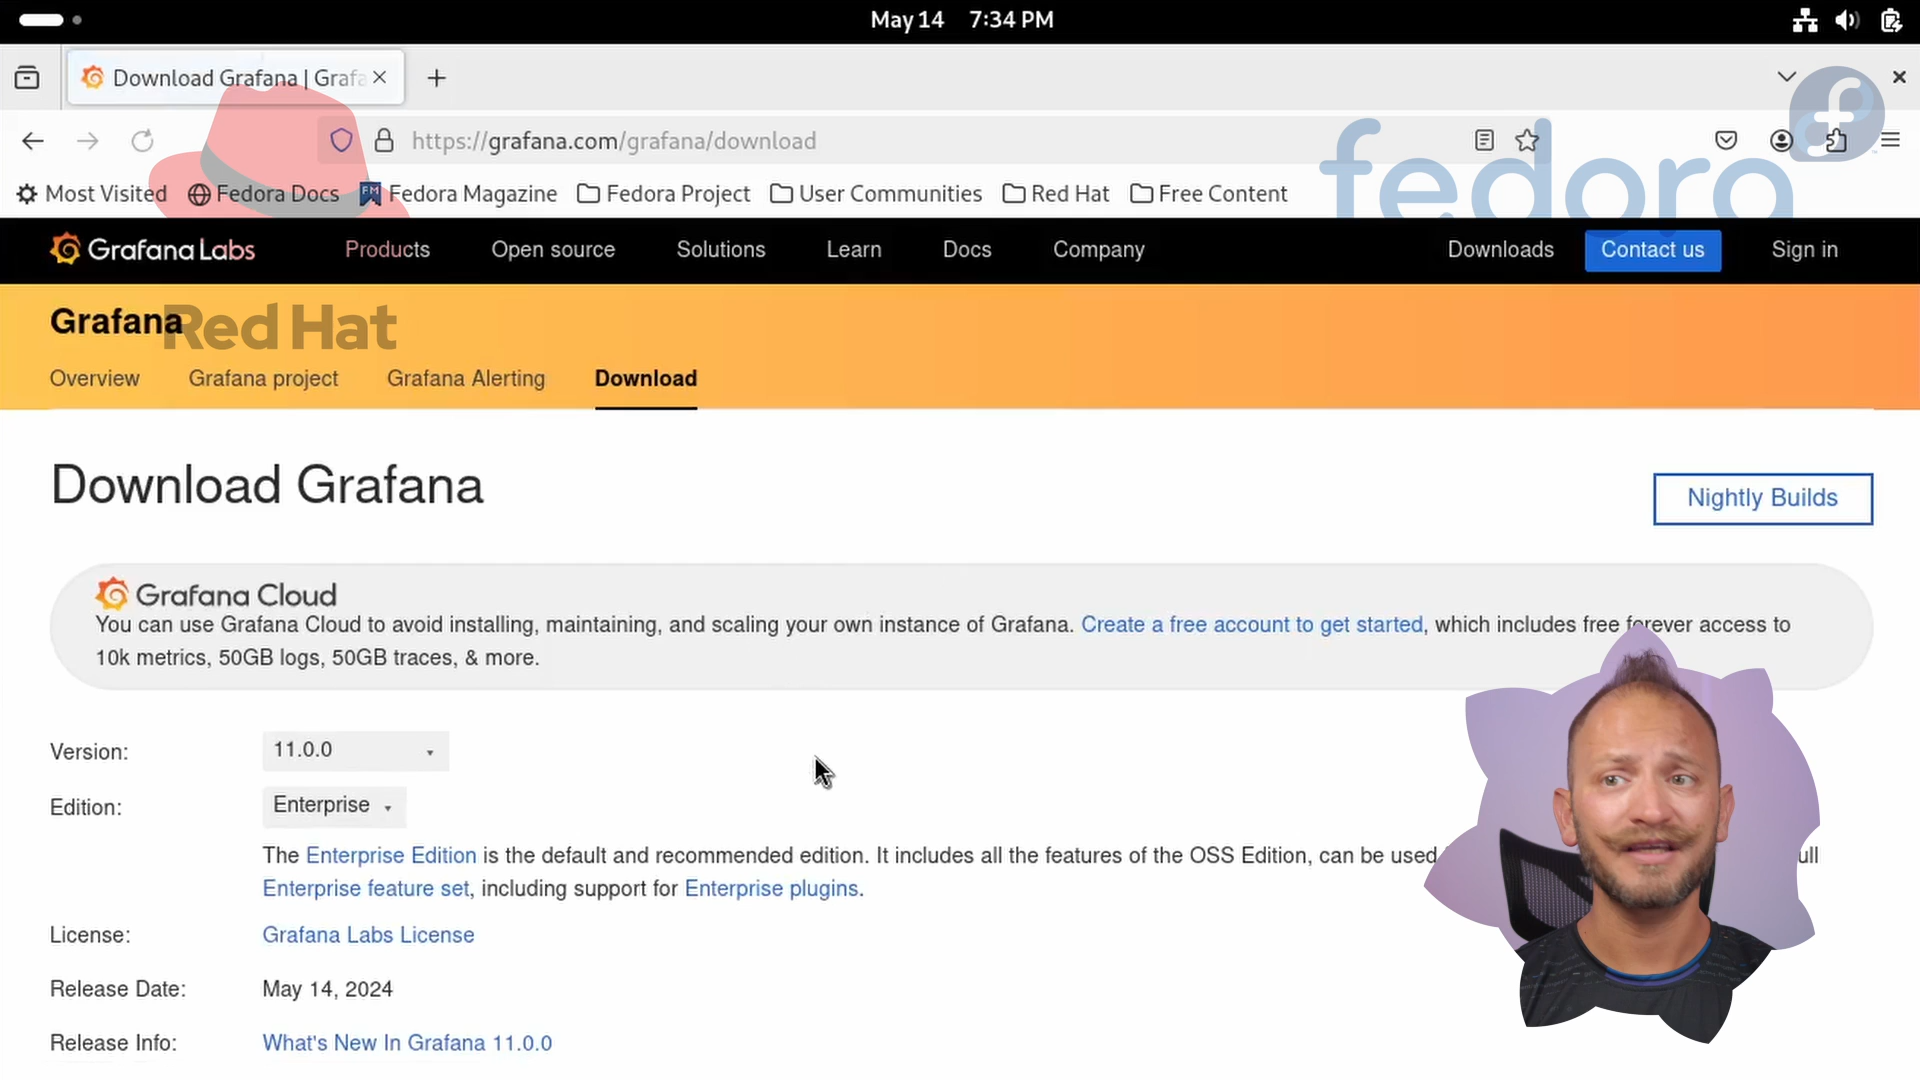 May 14 7:34 PM
Download Grafana | Grafa
https://grafana.com/grafana/download
fedora
Most Visited Fedora Docs FM Fedora Magazine Fedora Project User Communities Red Hat Free Content
Grafana Labs Products Open source Solutions Learn Docs Company Downloads Contact us Sign in
Grafana
Red Hat
Overview Grafana project Grafana Alerting Download
Download Grafana
Nightly Builds
Grafana Cloud
You can use Grafana Cloud to avoid installing, maintaining, and scaling your own instance of Grafana. Create a free account to get started, which includes free forever access to
10k metrics, 50GB logs, 50GB traces, & more.
Version: 11.0.0
Edition: Enterprise
The Enterprise Edition is the default and recommended edition. It includes all the features of the OSS Edition, can be used ull
Enterprise feature set, including support for Enterprise plugins.
License: Grafana Labs License
Release Date: May 14, 2024
Release Info: What's New In Grafana 11.0.0